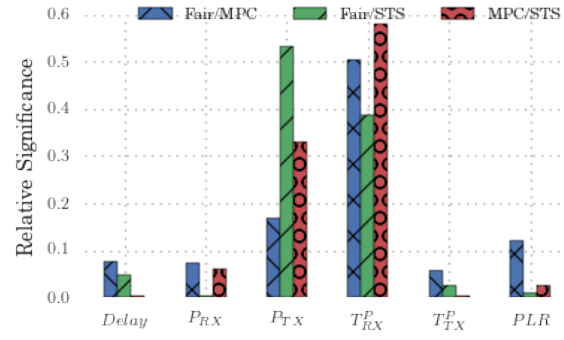 Fair/MPC Fair/STS MPC/STS
Relative Significance
0.6
0.5
0.4
0.3
0.2
0.1
0.0
Delay P_RX P_TX T^P_RX T^P_TX PLR